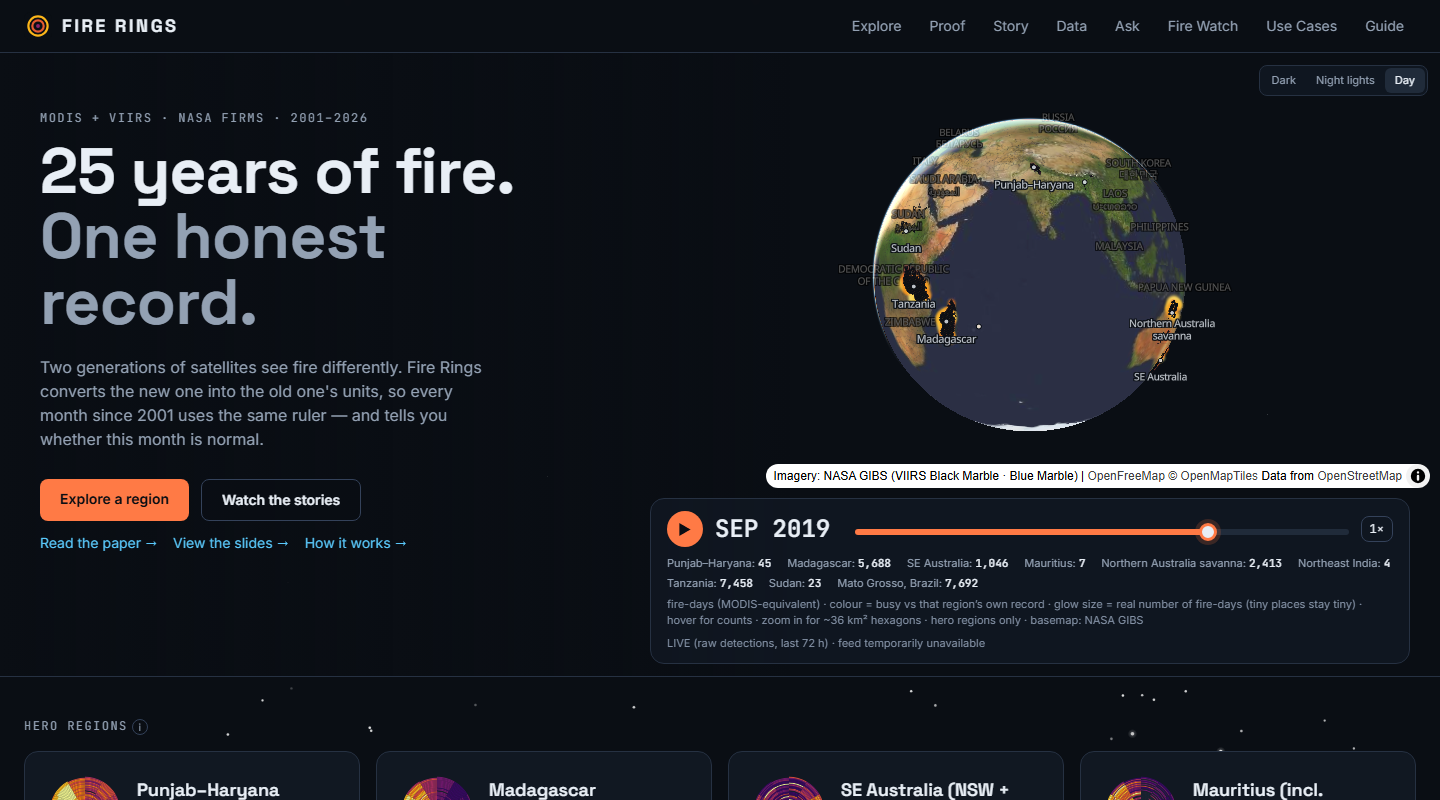 FIRE RINGS
Explore Proof Story Data Ask Fire Watch Use Cases Guide
Dark Night lights Day
MODIS + VIIRS · NASA FIRMS · 2001–2026
25 years of fire.
One honest
record.
Two generations of satellites see fire differently. Fire Rings
converts the new one into the old one's units, so every
month since 2001 uses the same ruler — and tells you
whether this month is normal.
Explore a region
Watch the stories
Read the paper →
View the slides →
How it works →
RUSSIA
РОССИЯ
SOUTH KOREA
대한민국
SAUDI ARABIA
السعودية
Punjab–Haryana
LAOS
SUDAN
PHILIPPINES
Sudan
MALAYSIA
DEMOCRATIC REPUBLIC
PAPUA NEW GUINEA
Tanzania
ZIMBABWE
Madagascar
Northern Australia
savanna
SE Australia
Imagery: NASA GIBS (VIIRS Black Marble · Blue Marble) | OpenFreeMap © OpenMapTiles Data from OpenStreetMap
SEP 2019
1×
Punjab–Haryana: 45 Madagascar: 5,688 SE Australia: 1,046 Mauritius: 7 Northern Australia savanna: 2,413 Northeast India: 4
Tanzania: 7,458 Sudan: 23 Mato Grosso, Brazil: 7,692
fire-days (MODIS-equivalent) · colour = busy vs that region's own record · glow size = real number of fire-days (tiny places stay tiny) ·
hover for counts · zoom in for ~36 km² hexagons · hero regions only · basemap: NASA GIBS
LIVE (raw detections, last 72 h) · feed temporarily unavailable
HERO REGIONS
Punjab–Haryana
Madagascar
SE Australia (NSW +
Mauritius (incl.